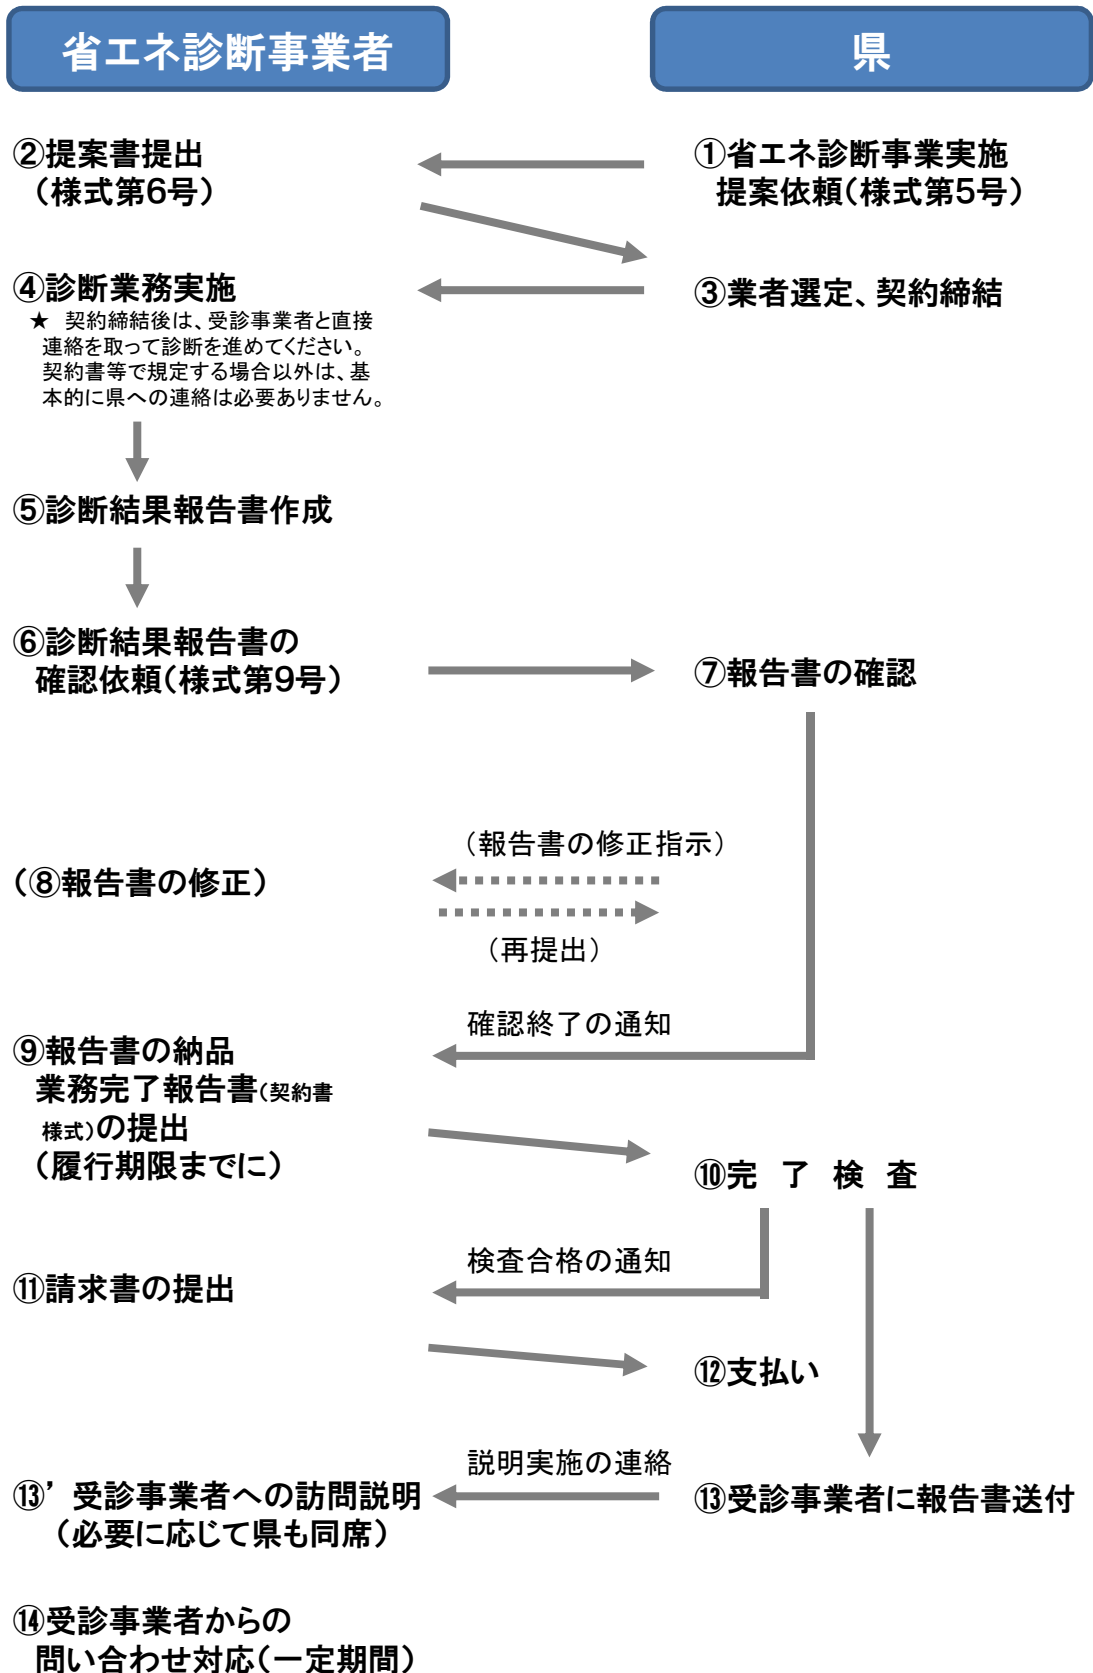 省エネ診断事業者
県
②提案書提出
（様式第6号）
①省エネ診断事業実施
提案依頼（様式第5号）
④診断業務実施
★　契約締結後は、受診事業者と直接
連絡を取って診断を進めてください。
契約書等で規定する場合以外は、基
本的に県への連絡は必要ありません。
③業者選定、契約締結
⑤診断結果報告書作成
⑥診断結果報告書の
確認依頼（様式第9号）
⑦報告書の確認
（報告書の修正指示）
（⑧報告書の修正）
（再提出）
確認終了の通知
⑨報告書の納品
業務完了報告書（契約書
様式）の提出
（履行期限までに）
⑩完　了　検　査
検査合格の通知
⑪請求書の提出
⑫支払い
説明実施の連絡
⑬’ 受診事業者への訪問説明
（必要に応じて県も同席）
⑬受診事業者に報告書送付
⑭受診事業者からの
問い合わせ対応（一定期間）